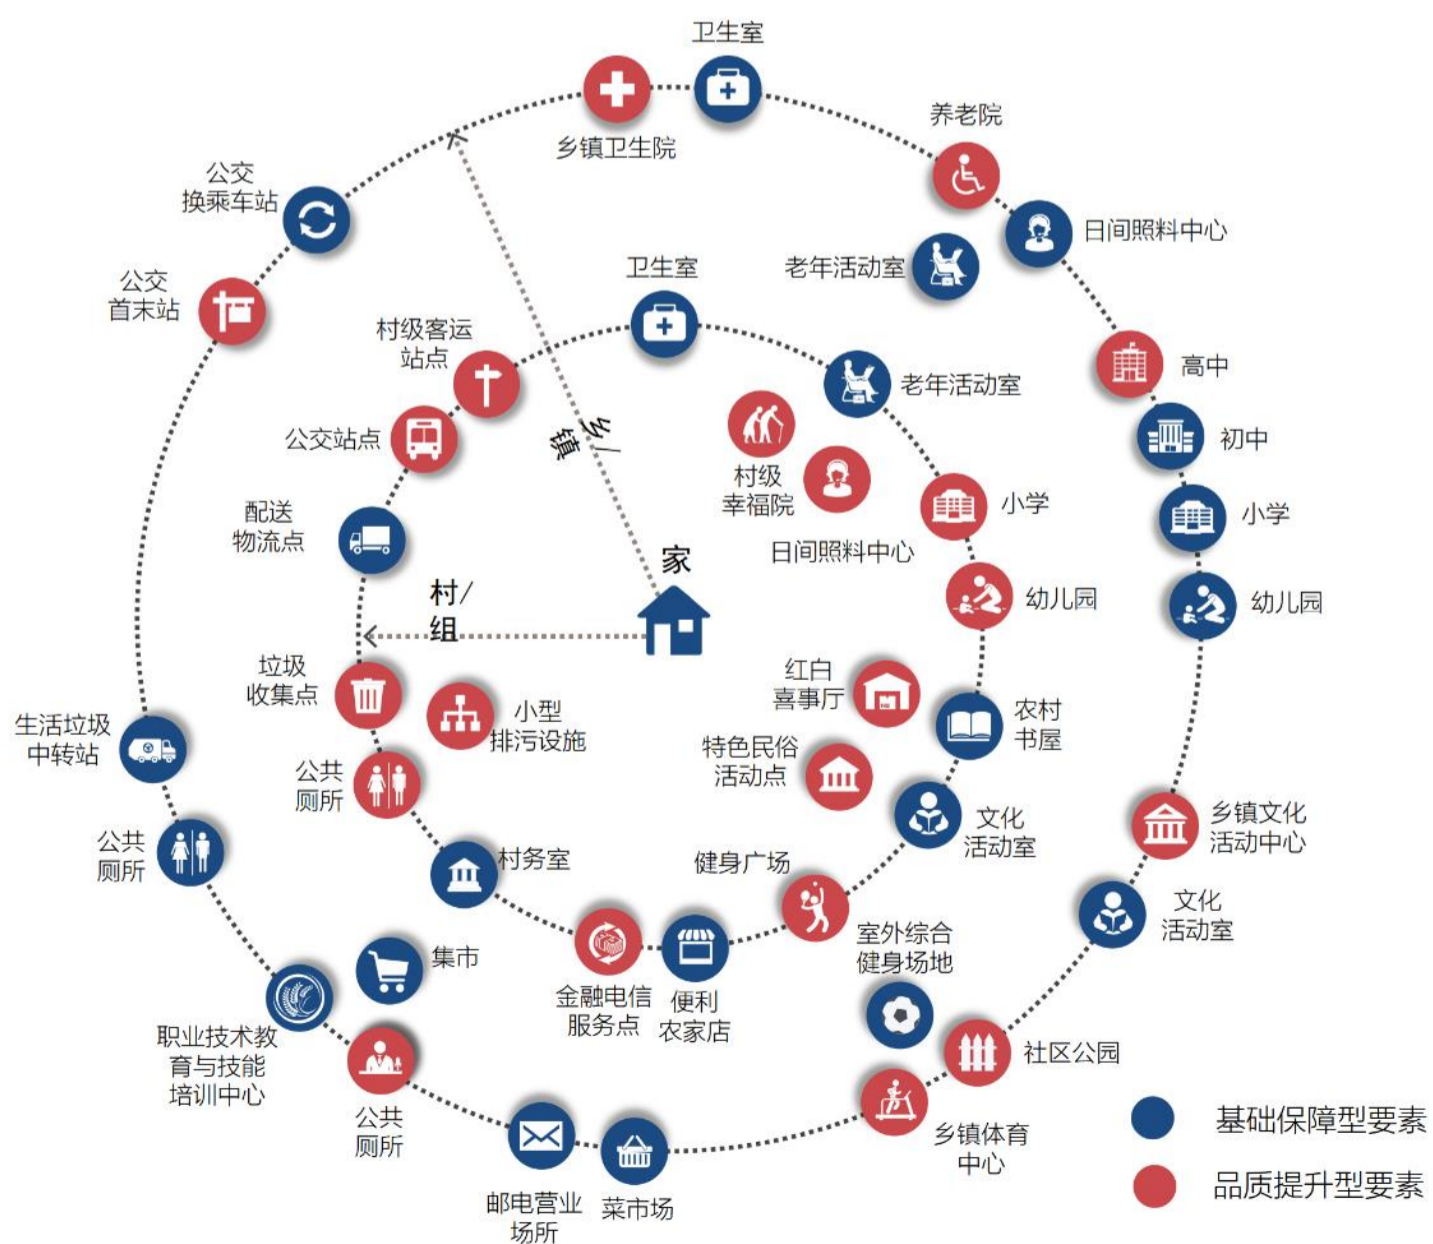 卫生室
乡镇卫生院
养老院
公交
换乘车站
日间照料中心
老年活动室
卫生室
公交
首末站
村级客运
站点
高中
老年活动室
公交站点
乡/
镇
初中
村级
幸福院
小学
小学
配送
物流点
日间照料中心
家
村/
组
幼儿园
幼儿园
垃圾
收集点
红白
喜事厅
小型
排污设施
农村
书屋
生活垃圾
中转站
特色民俗
活动点
公共
厕所
乡镇文化
活动中心
文化
活动室
公共
厕所
村务室
健身广场
文化
活动室
室外综合
健身场地
集市
金融电信
服务点
便利
农家店
职业技术教
育与技能
培训中心
社区公园
公共
厕所
乡镇体育
中心
基础保障型要素
品质提升型要素
邮电营业
场所
菜市场